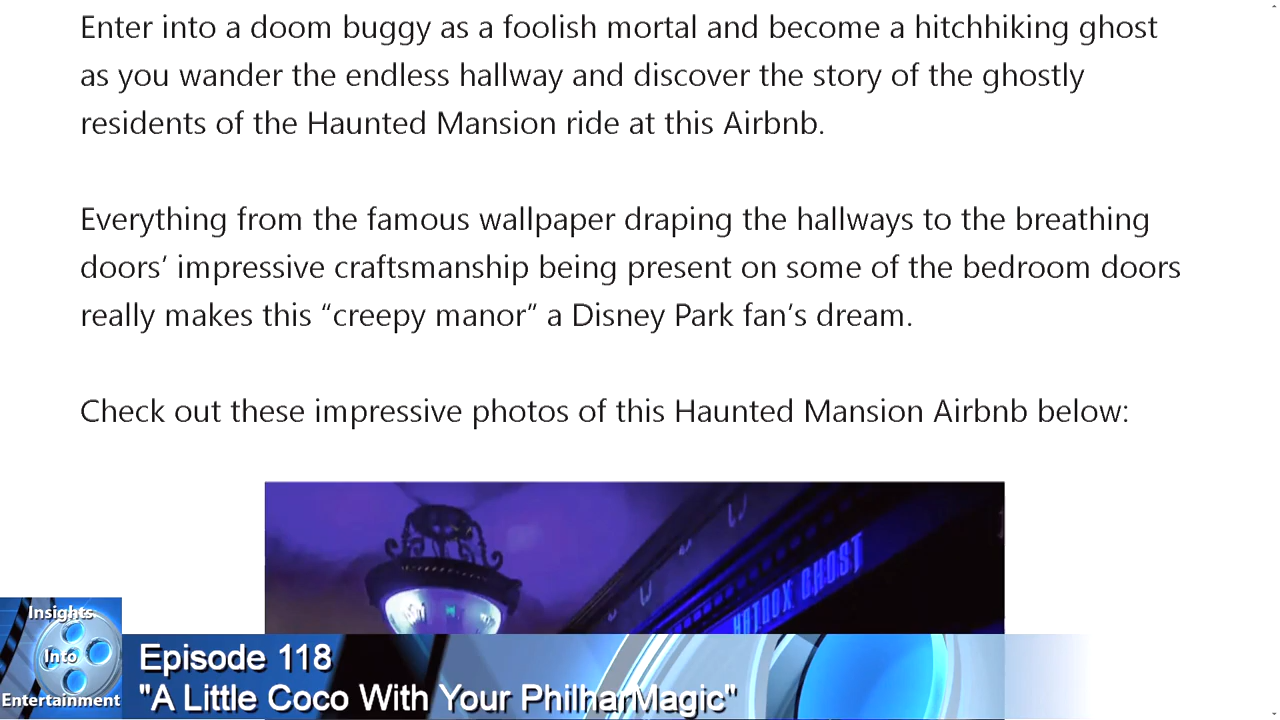 Enter into a doom buggy as a foolish mortal and become a hitchhiking ghost
as you wander the endless hallway and discover the story of the ghostly
residents of the Haunted Mansion ride at this Airbnb.
Everything from the famous wallpaper draping the hallways to the breathing
doors’ impressive craftsmanship being present on some of the bedroom doors
really makes this “creepy manor” a Disney Park fan’s dream.
Check out these impressive photos of this Haunted Mansion Airbnb below:
HATBOX GHOST
Insights
Into
Entertainment
Episode 118
"A Little Coco With Your PhilharMagic"